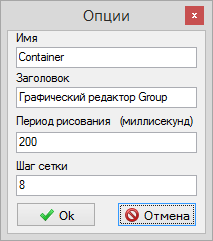 Опции
Имя
Container
Заголовок
Графический редактор Group
Период рисования (миллисекунд)
200
Шаг сетки
8
Ok
Отмена